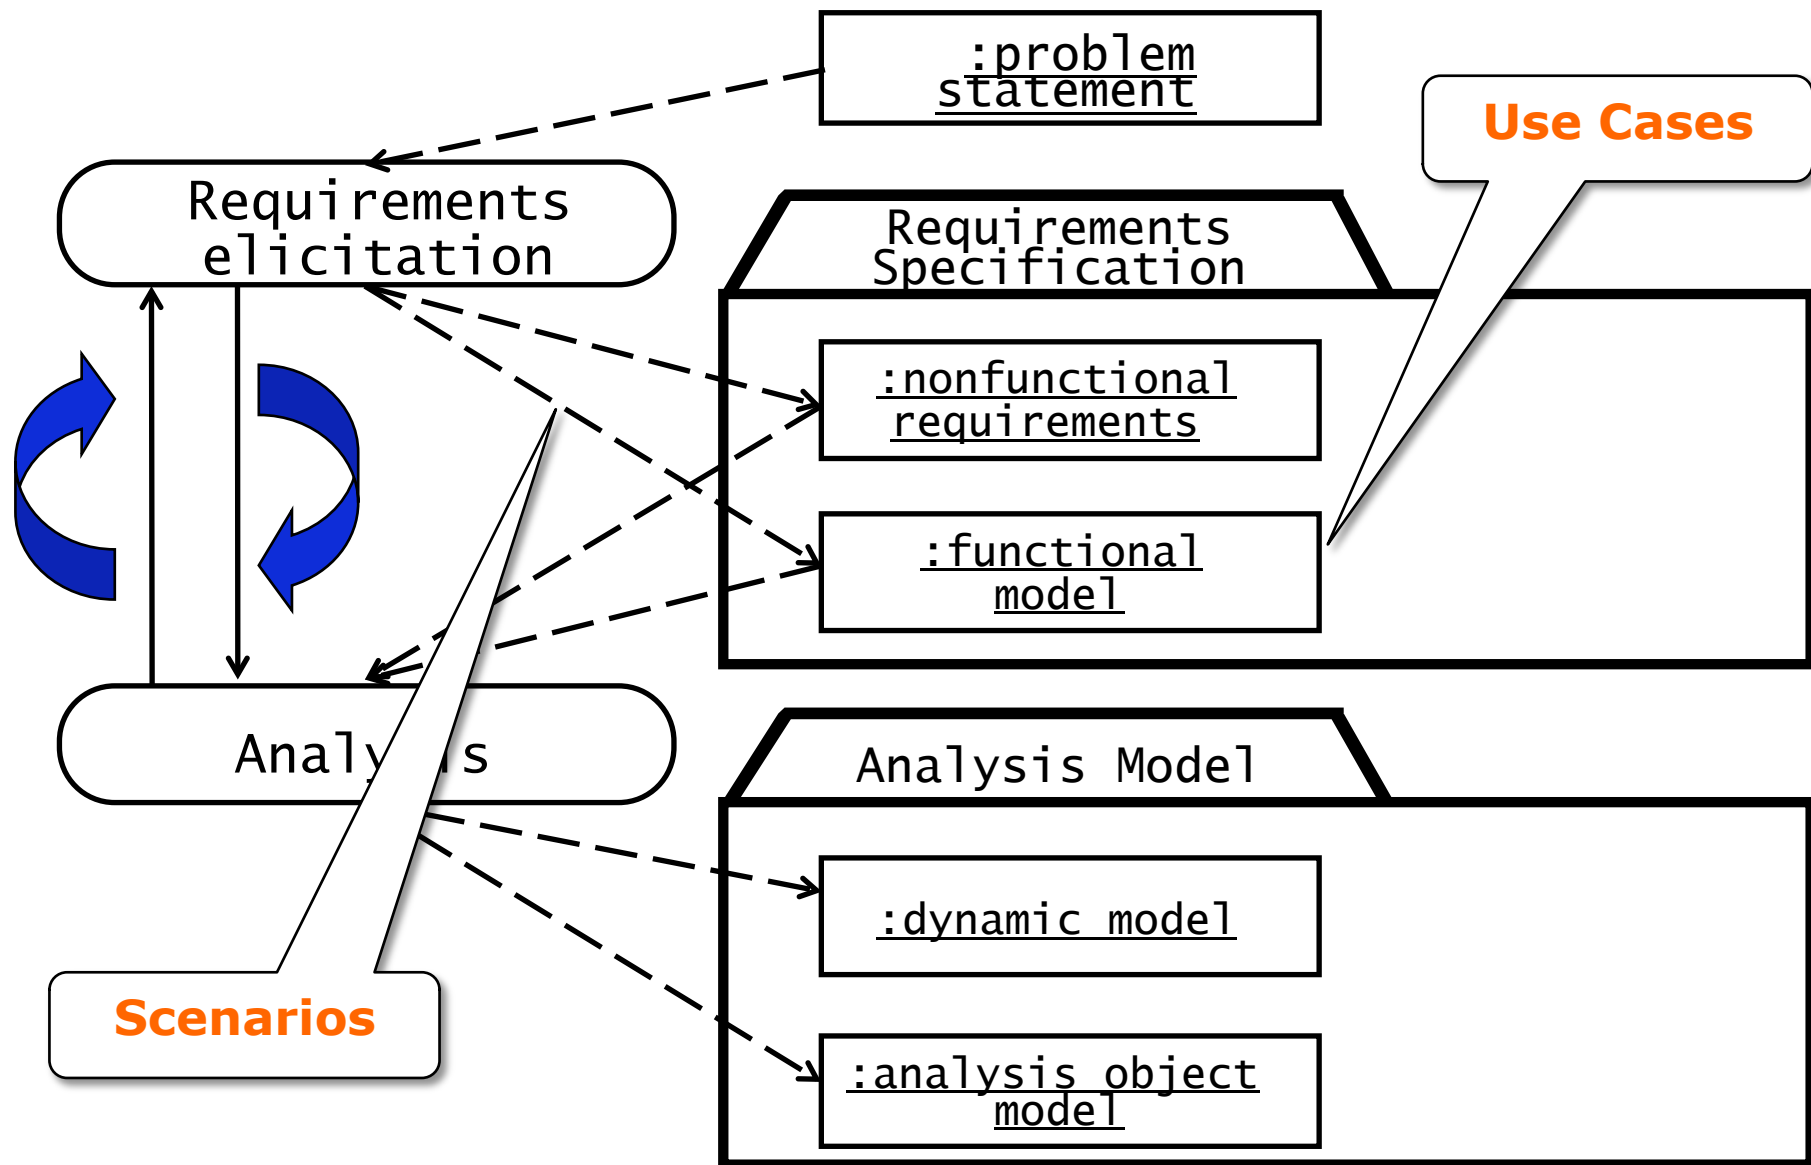 :problem
statement
Use Cases
Requirements
elicitation
Requirements
Specification
:nonfunctional
requirements
:functional
model
Analysis Model
:dynamic model
Scenarios
:analysis object
model